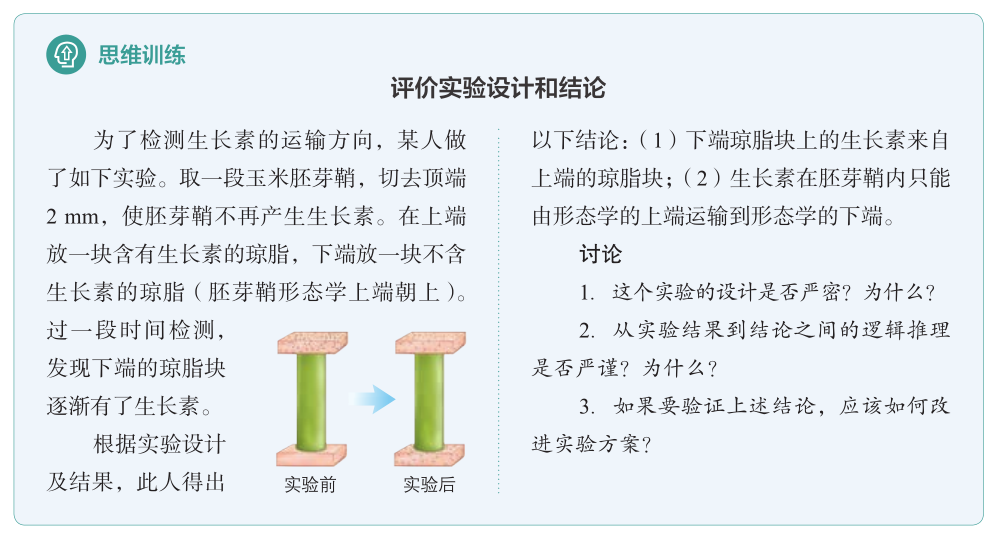 思维训练
评价实验设计和结论
为了检测生长素的运输方向，某人做
了如下实验。取一段玉米胚芽鞘，切去顶端
2 mm，使胚芽鞘不再产生生长素。在上端
放一块含有生长素的琼脂，下端放一块不含
生长素的琼脂（胚芽鞘形态学上端朝上）。
过一段时间检测，
发现下端的琼脂块
逐渐有了生长素。
根据实验设计
及结果，此人得出
实验前
实验后
以下结论：（1）下端琼脂块上的生长素来自
上端的琼脂块；（2）生长素在胚芽鞘内只能
由形态学的上端运输到形态学的下端。
讨论
1. 这个实验的设计是否严密？为什么？
2. 从实验结果到结论之间的逻辑推理
是否严谨？为什么？
3. 如果要验证上述结论，应该如何改
进实验方案？